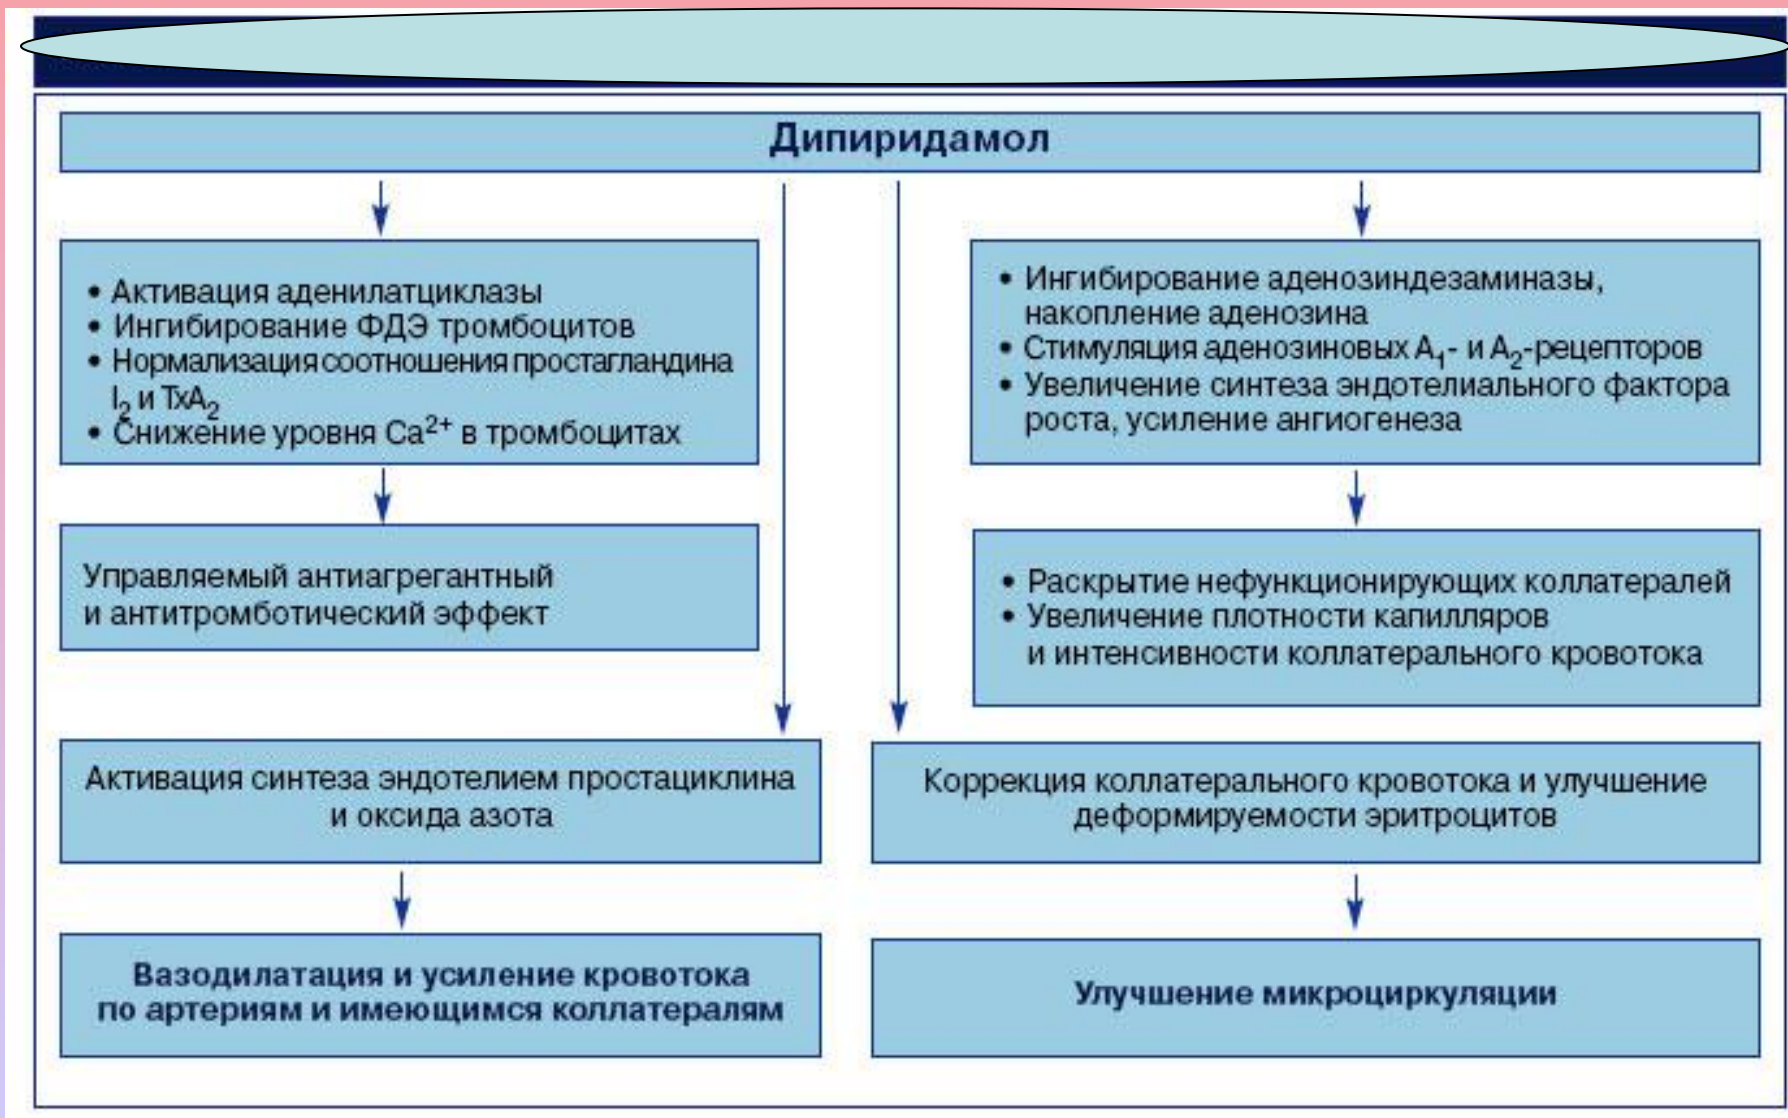 Дипиридамол
• Активация аденилатциклазы
• Ингибирование ФДЭ тромбоцитов
• Нормализация соотношения простагландина
I₂ и TxA₂
• Снижение уровня Ca²⁺ в тромбоцитах
• Ингибирование аденозиндезаминазы,
накопление аденозина
• Стимуляция аденозиновых A₁- и A₂-рецепторов
• Увеличение синтеза эндотелиального фактора
роста, усиление ангиогенеза
Управляемый антиагрегантный
и антитромботический эффект
• Раскрытие нефункционирующих коллатералей
• Увеличение плотности капилляров
и интенсивности коллатерального кровотока
Активация синтеза эндотелием простациклина
и оксида азота
Коррекция коллатерального кровотока и улучшение
деформируемости эритроцитов
Вазодилатация и усиление кровотока
по артериям и имеющимся коллатералям
Улучшение микроциркуляции